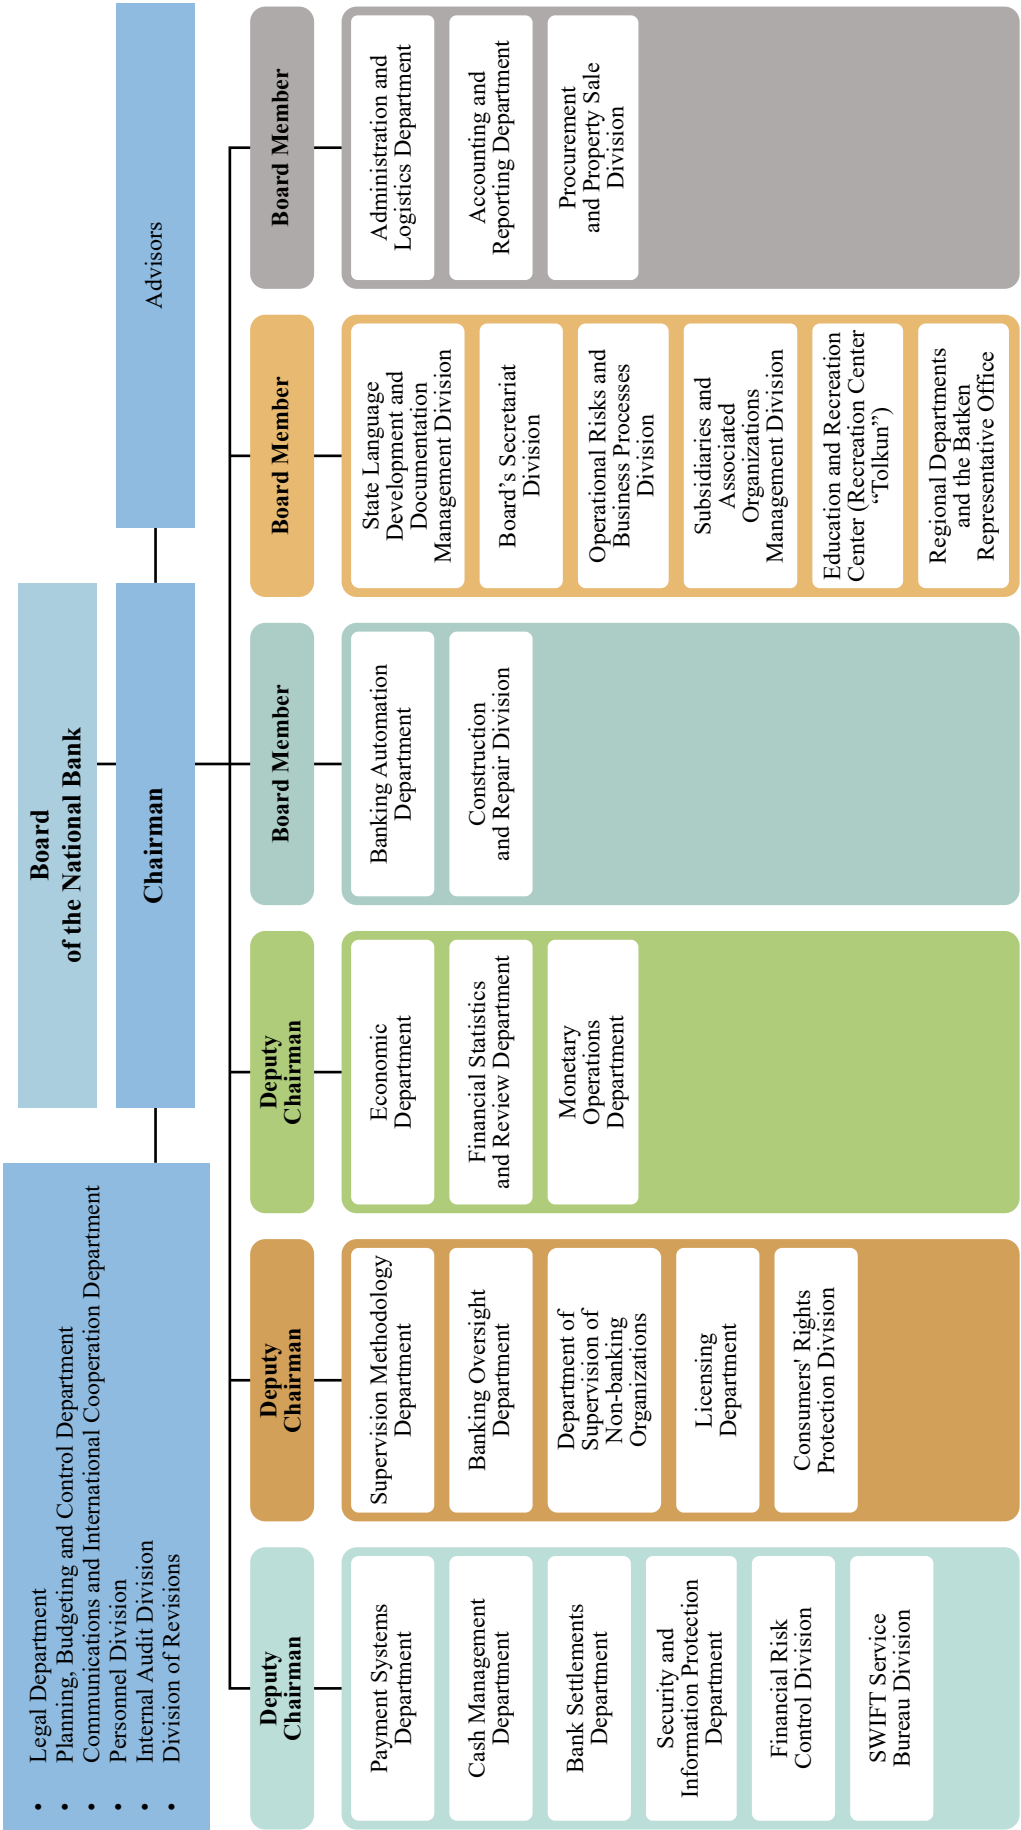 Board
of the National Bank
• Legal Department
• Planning, Budgeting and Control Department
• Communications and International Cooperation Department
• Personnel Division
• Internal Audit Division
• Division of Revisions
Chairman
Advisors
Deputy
Chairman
Payment Systems
Department
Cash Management
Department
Bank Settlements
Department
Security and
Information Protection
Department
Financial Risk
Control Division
SWIFT Service
Bureau Division
Deputy
Chairman
Supervision Methodology
Department
Banking Oversight
Department
Department of
Supervision of
Non-banking
Organizations
Licensing
Department
Consumers' Rights
Protection Division
Deputy
Chairman
Economic
Department
Financial Statistics
and Review Department
Monetary
Operations
Department
Board Member
Banking Automation
Department
Construction
and Repair Division
Board Member
State Language
Development and
Documentation
Management Division
Board’s Secretariat
Division
Operational Risks and
Business Processes
Division
Subsidiaries and
Associated
Organizations
Management Division
Education and Recreation
Center (Recreation Center
“Tolkun”)
Regional Departments
and the Batken
Representative Office
Board Member
Administration and
Logistics Department
Accounting and
Reporting Department
Procurement
and Property Sale
Division